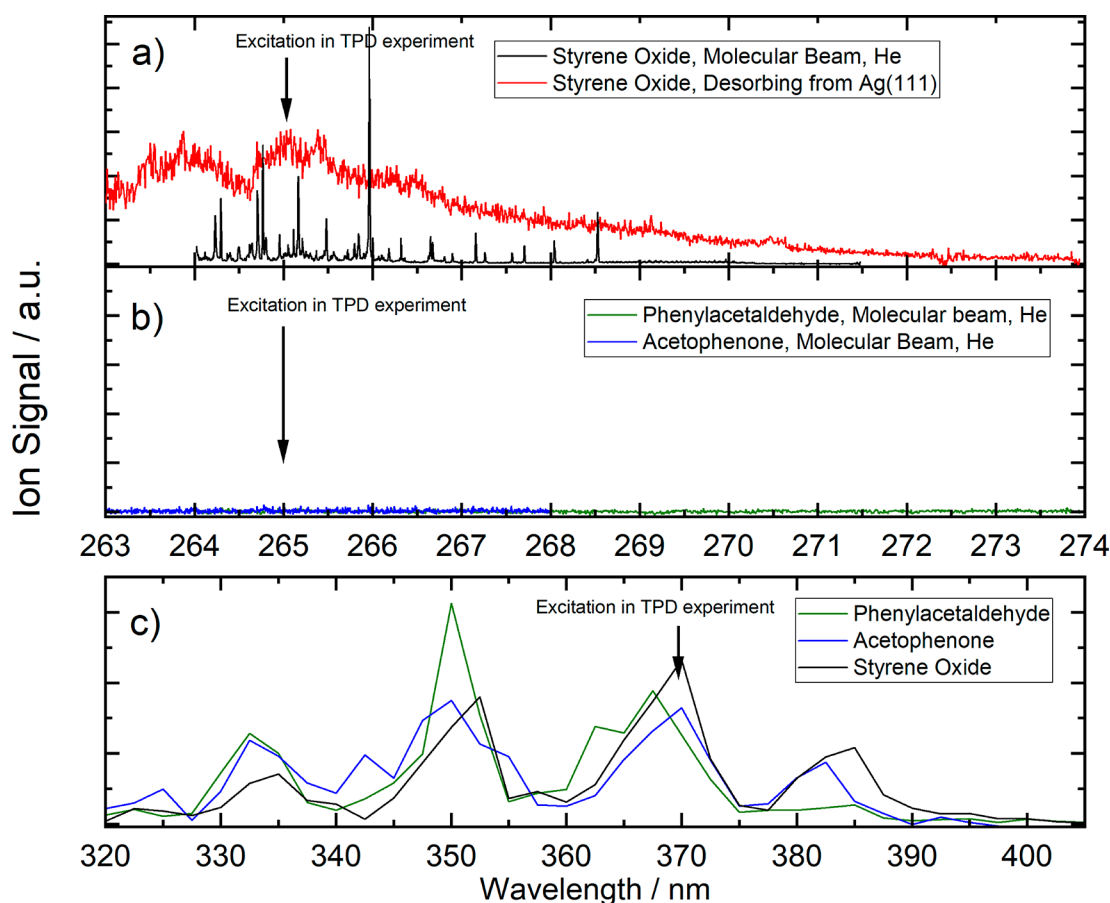 a)
Excitation in TPD experiment
Styrene Oxide, Molecular Beam, He
Styrene Oxide, Desorbing from Ag(111)
b)
Excitation in TPD experiment
Phenylacetaldehyde, Molecular beam, He
Acetophenone, Molecular Beam, He
Ion Signal / a.u.
263 264 265 266 267 268 269 270 271 272 273 274
c)
Excitation in TPD experiment
Phenylacetaldehyde
Acetophenone
Styrene Oxide
320 330 340 350 360 370 380 390 400
Wavelength / nm